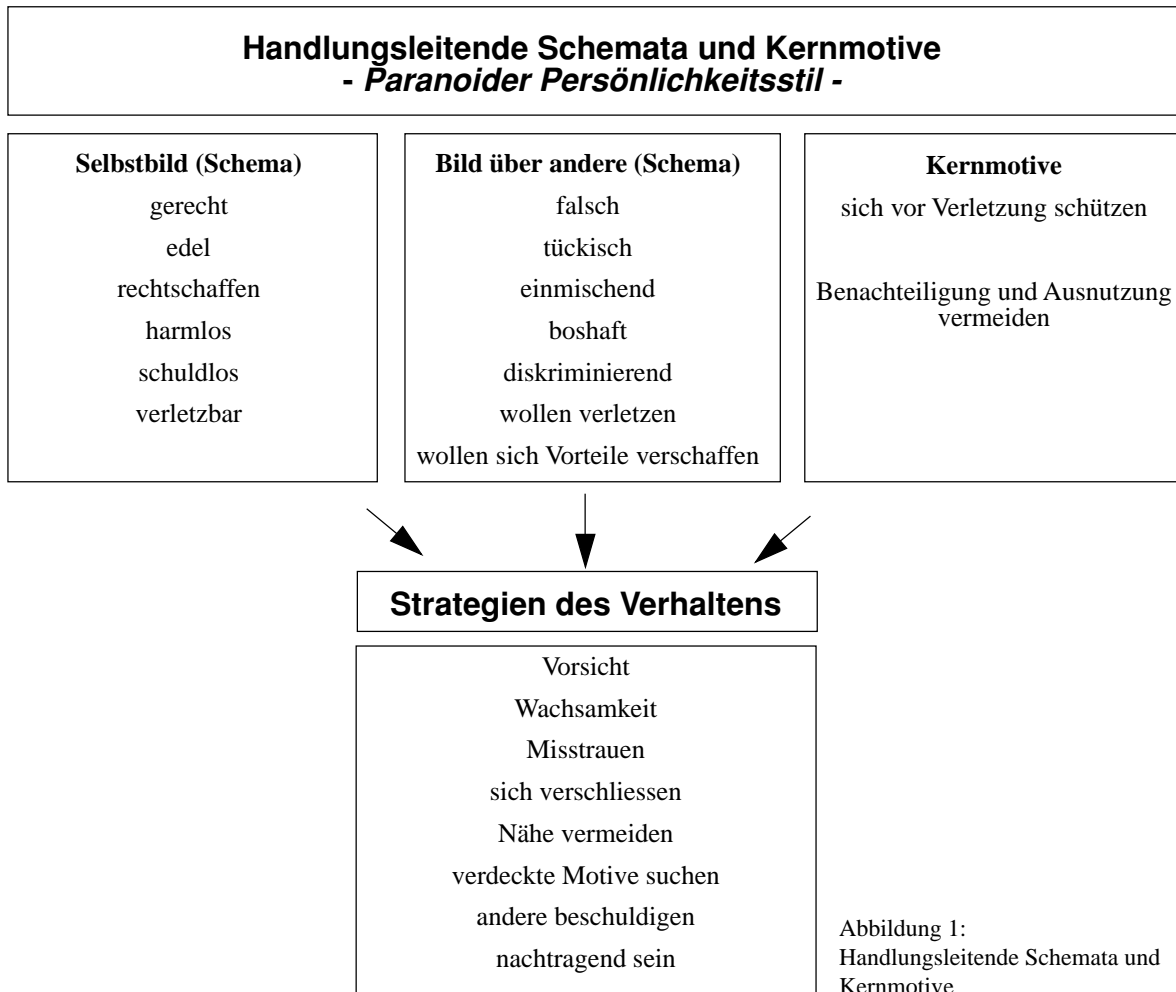 Handlungsleitende Schemata und Kernmotive
- Paranoider Persönlichkeitsstil -
Selbstbild (Schema)
gerecht
edel
rechtschaffen
harmlos
schuldlos
verletzbar
Bild über andere (Schema)
falsch
tückisch
einmischend
boshaft
diskriminierend
wollen verletzen
wollen sich Vorteile verschaffen
Kernmotive
sich vor Verletzung schützen
Benachteiligung und Ausnutzung
vermeiden
Strategien des Verhaltens
Vorsicht
Wachsamkeit
Misstrauen
sich verschliessen
Nähe vermeiden
verdeckte Motive suchen
andere beschuldigen
nachtragend sein
Abbildung 1:
Handlungsleitende Schemata und
Kernmotive